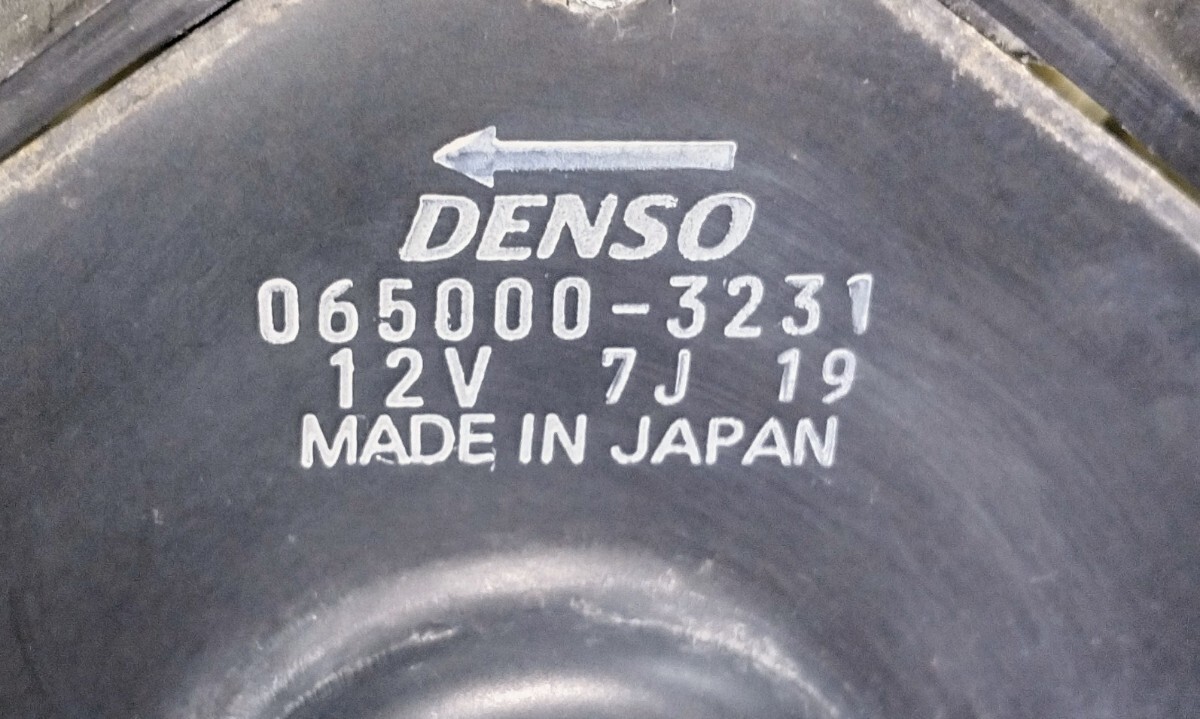 DENSO
065000-3231
12V 7J 19
MADE IN JAPAN